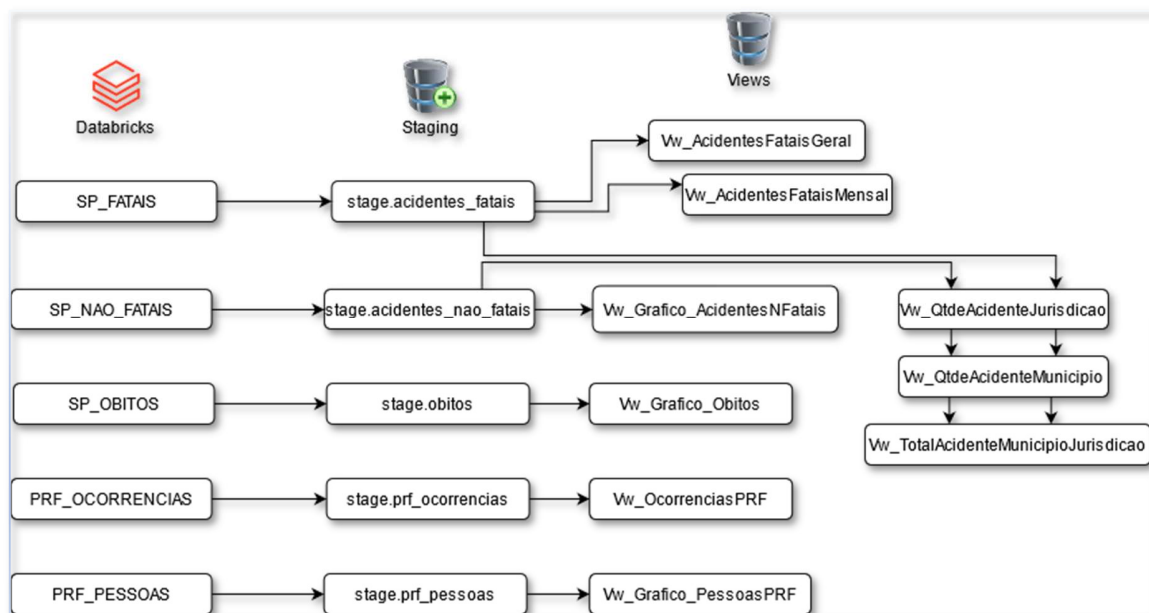 Databricks
Staging
Views
SP_FATAIS
stage.acidentes_fatais
Vw_AcidentesFataisGeral
Vw_AcidentesFataisMensal
SP_NAO_FATAIS
stage.acidentes_nao_fatais
Vw_Grafico_AcidentesNFatais
Vw_QtdeAcidenteJurisdicao
Vw_QtdeAcidenteMunicipio
Vw_TotalAcidenteMunicipioJurisdicao
SP_OBITOS
stage.obitos
Vw_Grafico_Obitos
PRF_OCORRENCIAS
stage.prf_ocorrencias
Vw_OcorrenciasPRF
PRF_PESSOAS
stage.prf_pessoas
Vw_Grafico_PessoasPRF